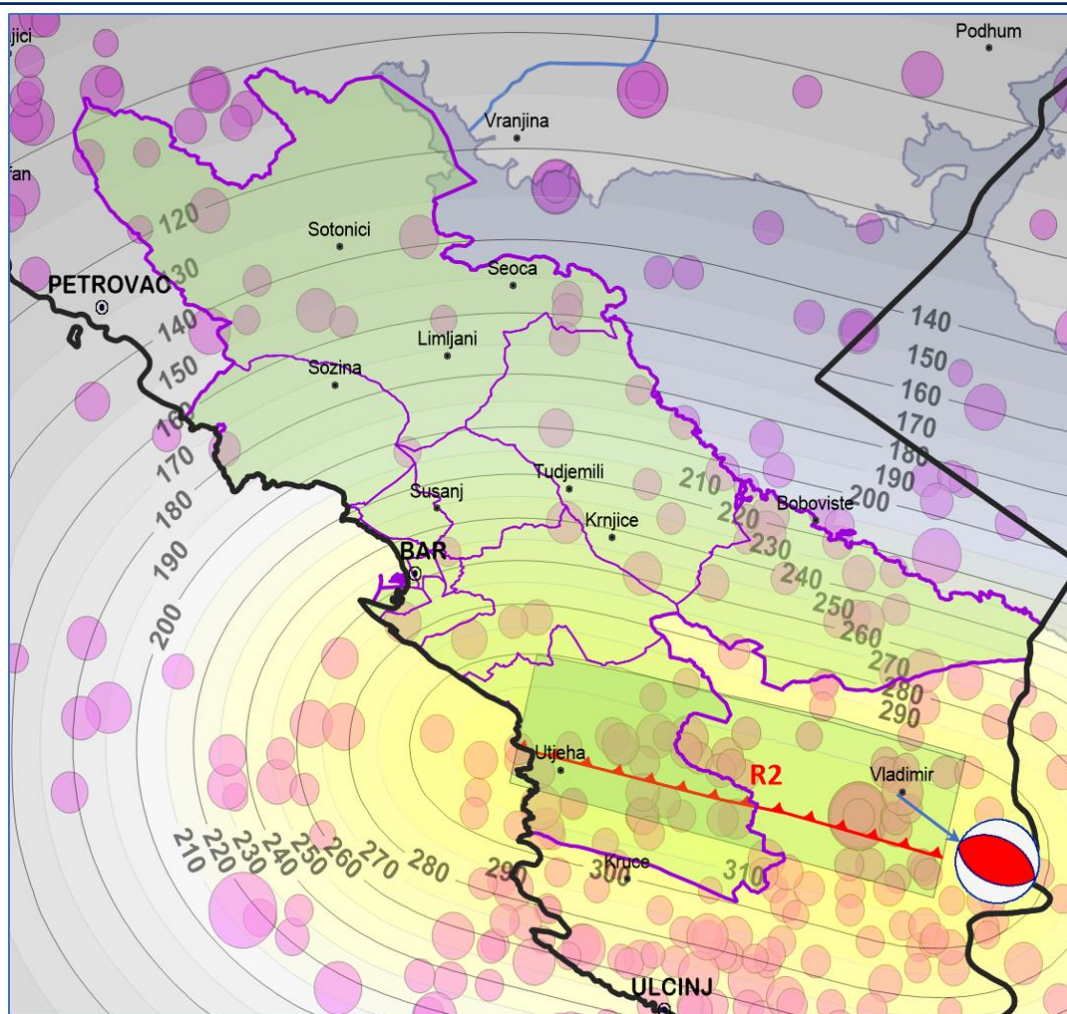 jici
Podhum
Vranjina
fan
120
Sotonici
130
Seoca
PETROVAC
140
140
Limljani
150
150
Sozina
160
160
170
170
180
180
Tudjemili
210
190
190
Susanj
200
Boboviste
220
Krnjice
230
BAR
240
200
250
260
270
280
290
Utjeha
R2
Vladimir
210
220
230
240
250
260
270
280
290
300
Kruce
310
ULCINJ